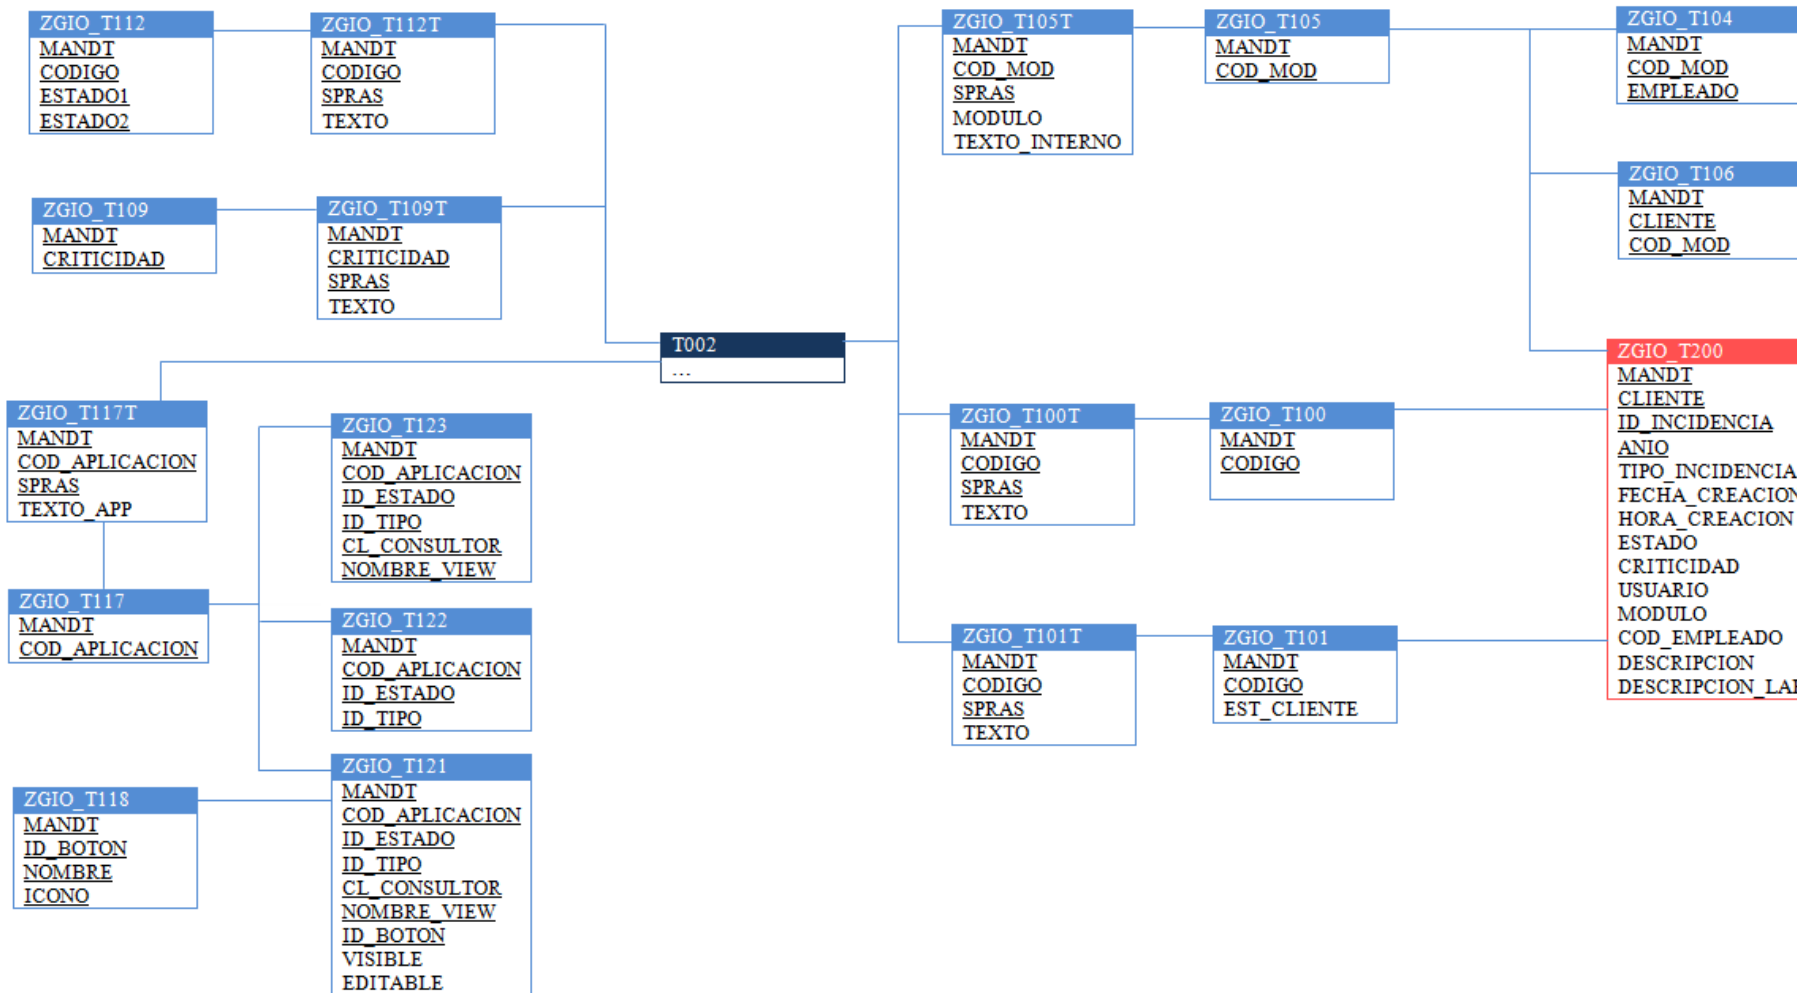 ZGIO_T112
MANDT
CODIGO
ESTADO1
ESTADO2
ZGIO_T112T
MANDT
CODIGO
SPRAS
TEXTO
ZGIO_T109
MANDT
CRITICIDAD
ZGIO_T109T
MANDT
CRITICIDAD
SPRAS
TEXTO
T002
...
ZGIO_T117T
MANDT
COD_APLICACION
SPRAS
TEXTO_APP
ZGIO_T117
MANDT
COD_APLICACION
ZGIO_T123
MANDT
COD_APLICACION
ID_ESTADO
ID_TIPO
CL_CONSULTOR
NOMBRE_VIEW
ZGIO_T122
MANDT
COD_APLICACION
ID_ESTADO
ID_TIPO
ZGIO_T118
MANDT
ID_BOTON
NOMBRE
ICONO
ZGIO_T121
MANDT
COD_APLICACION
ID_ESTADO
ID_TIPO
CL_CONSULTOR
NOMBRE_VIEW
ID_BOTON
VISIBLE
EDITABLE
ZGIO_T105T
MANDT
COD_MOD
SPRAS
MODULO
TEXTO_INTERNO
ZGIO_T105
MANDT
COD_MOD
ZGIO_T104
MANDT
COD_MOD
EMPLEADO
ZGIO_T106
MANDT
CLIENTE
COD_MOD
ZGIO_T100T
MANDT
CODIGO
SPRAS
TEXTO
ZGIO_T100
MANDT
CODIGO
ZGIO_T101T
MANDT
CODIGO
SPRAS
TEXTO
ZGIO_T101
MANDT
CODIGO
EST_CLIENTE
ZGIO_T200
MANDT
CLIENTE
ID_INCIDENCIA
ANIO
TIPO_INCIDENCIA
FECHA_CREACION
HORA_CREACION
ESTADO
CRITICIDAD
USUARIO
MODULO
COD_EMPLEADO
DESCRIPCION